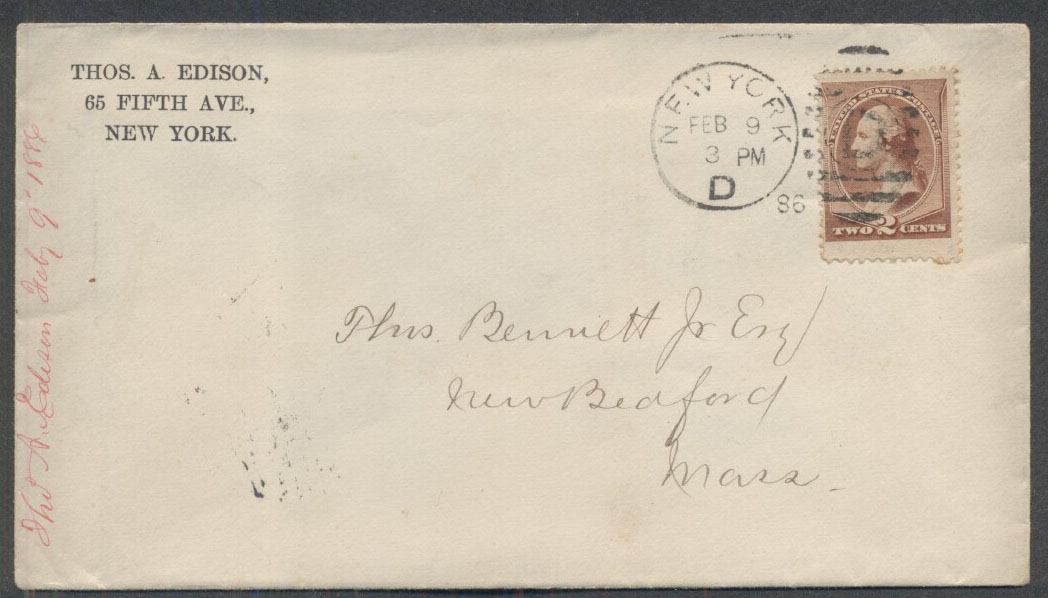 THOS. A. EDISON,
65 FIFTH AVE.,
NEW YORK.
NEW YORK
FEB 9
3 PM
D
86
UNITED STATES POSTAGE
TWO 2 CENTS
Thos. Bennett Jr Esq
New Bedford
Mass
Thos A. Edison Feby 9" 1886